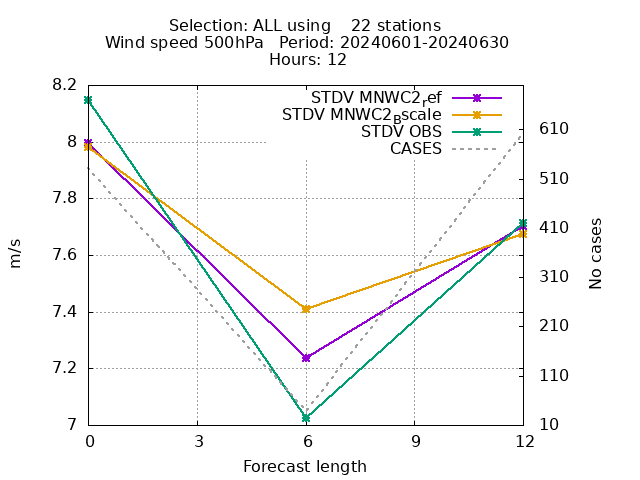 Selection: ALL using    22 stations
Wind speed 500hPa   Period: 20240601-20240630
Hours: 12
STDV MNWC2_ref
STDV MNWC2_Bscale
STDV OBS
CASES
8.2
8
7.8
7.6
7.4
7.2
7
610
510
410
310
210
110
10
m/s
No cases
0 3 6 9 12
Forecast length